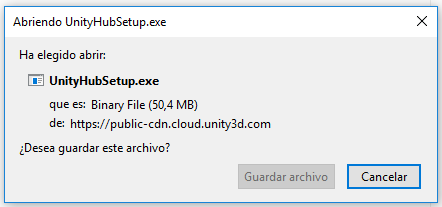 Abriendo UnityHubSetup.exe
Ha elegido abrir:
UnityHubSetup.exe
que es: Binary File (50,4 MB)
de: https://public-cdn.cloud.unity3d.com
¿Desea guardar este archivo?
Guardar archivo
Cancelar